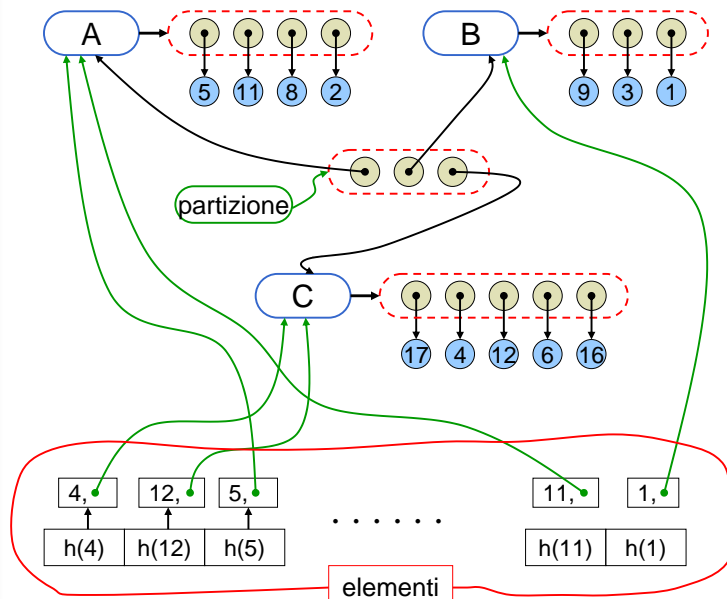 A
B
5 11 8 2
9 3 1
partizione
C
17 4 12 6 16
4, 12, 5, 11, 1,
. . . . . .
h(4) h(12) h(5) h(11) h(1)
elementi